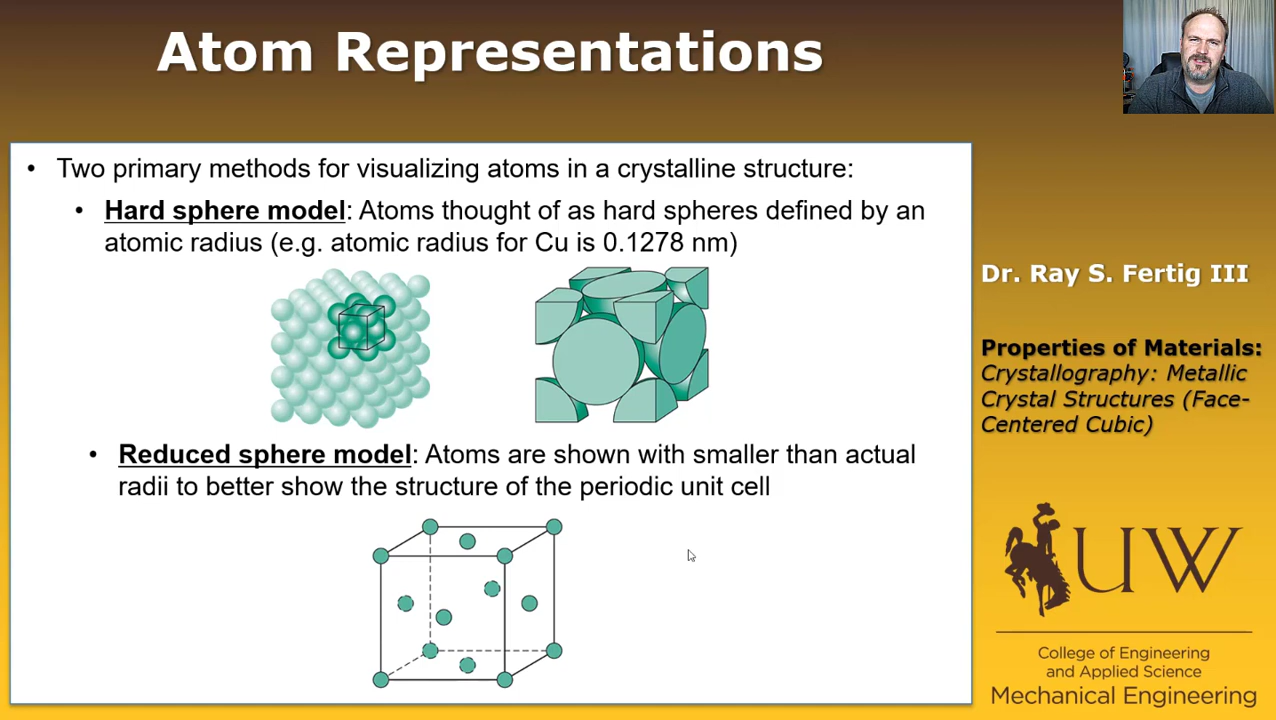 Atom Representations
• Two primary methods for visualizing atoms in a crystalline structure:
• Hard sphere model: Atoms thought of as hard spheres defined by an
atomic radius (e.g. atomic radius for Cu is 0.1278 nm)
• Reduced sphere model: Atoms are shown with smaller than actual
radii to better show the structure of the periodic unit cell
Dr. Ray S. Fertig III
Properties of Materials:
Crystallography: Metallic
Crystal Structures (Face-
Centered Cubic)
UW
College of Engineering
and Applied Science
Mechanical Engineering